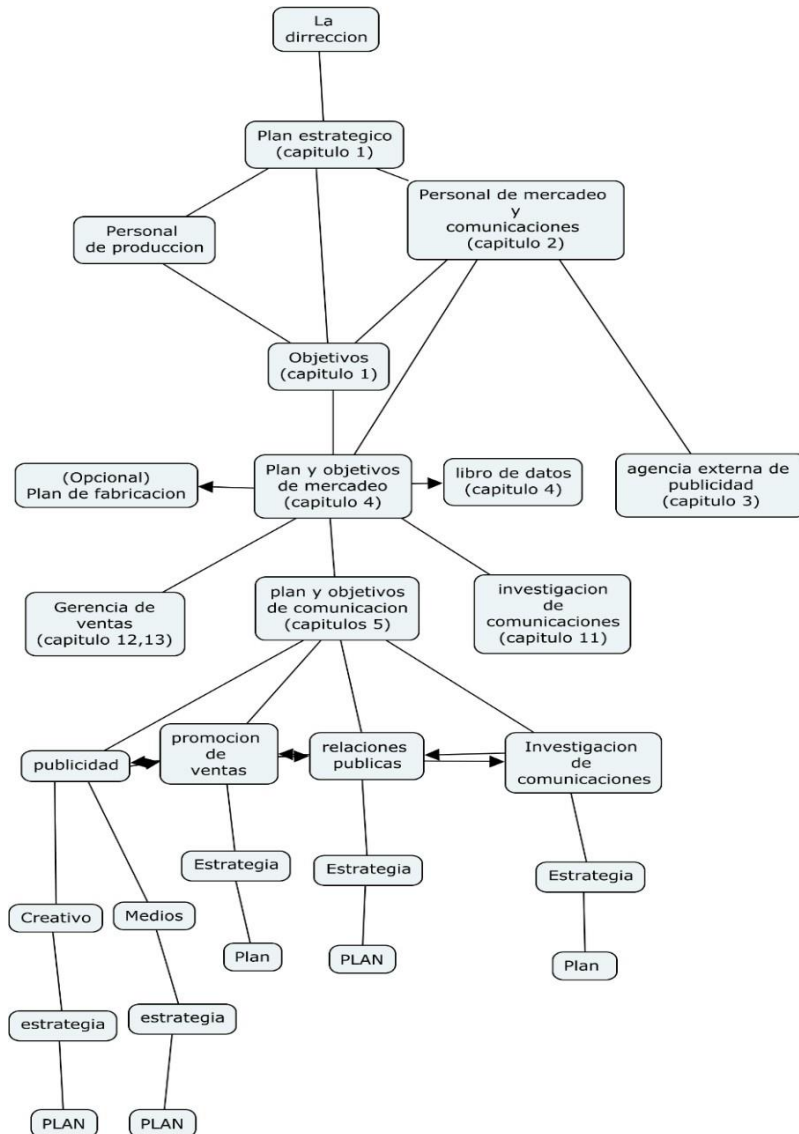 La
dirreccion
Plan estrategico
(capitulo 1)
Personal de mercadeo
y
comunicaciones
(capitulo 2)
Personal
de produccion
Objetivos
(capitulo 1)
(Opcional)
Plan de fabricacion
Plan y objetivos
de mercadeo
(capitulo 4)
libro de datos
(capitulo 4)
agencia externa de
publicidad
(capitulo 3)
Gerencia de
ventas
(capitulo 12,13)
plan y objetivos
de comunicacion
(capitulos 5)
investigacion
de
comunicaciones
(capitulo 11)
publicidad
promocion
de
ventas
relaciones
publicas
Investigacion
de
comunicaciones
Estrategia
Estrategia
Estrategia
Creativo
Medios
Plan
PLAN
Plan
estrategia
estrategia
PLAN
PLAN